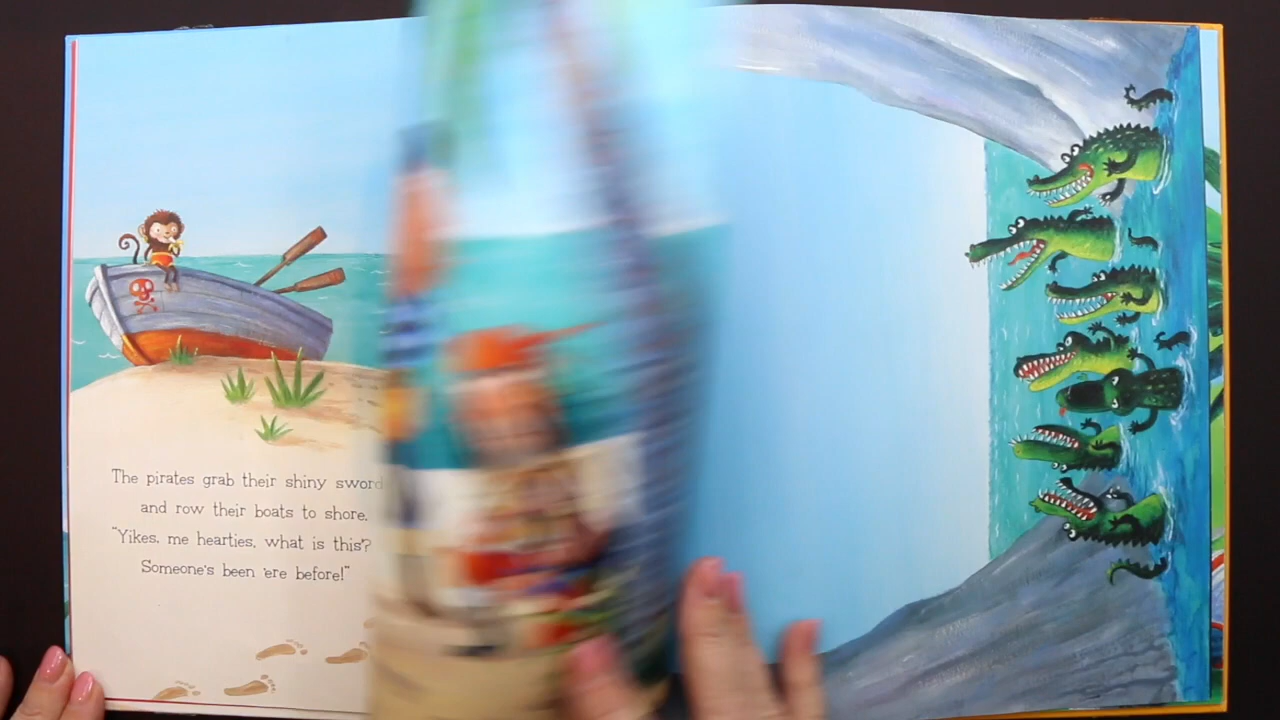 The pirates grab their shiny sword
and row their boats to shore.
"Yikes, me hearties, what is this?
Someone's been 'ere before!"